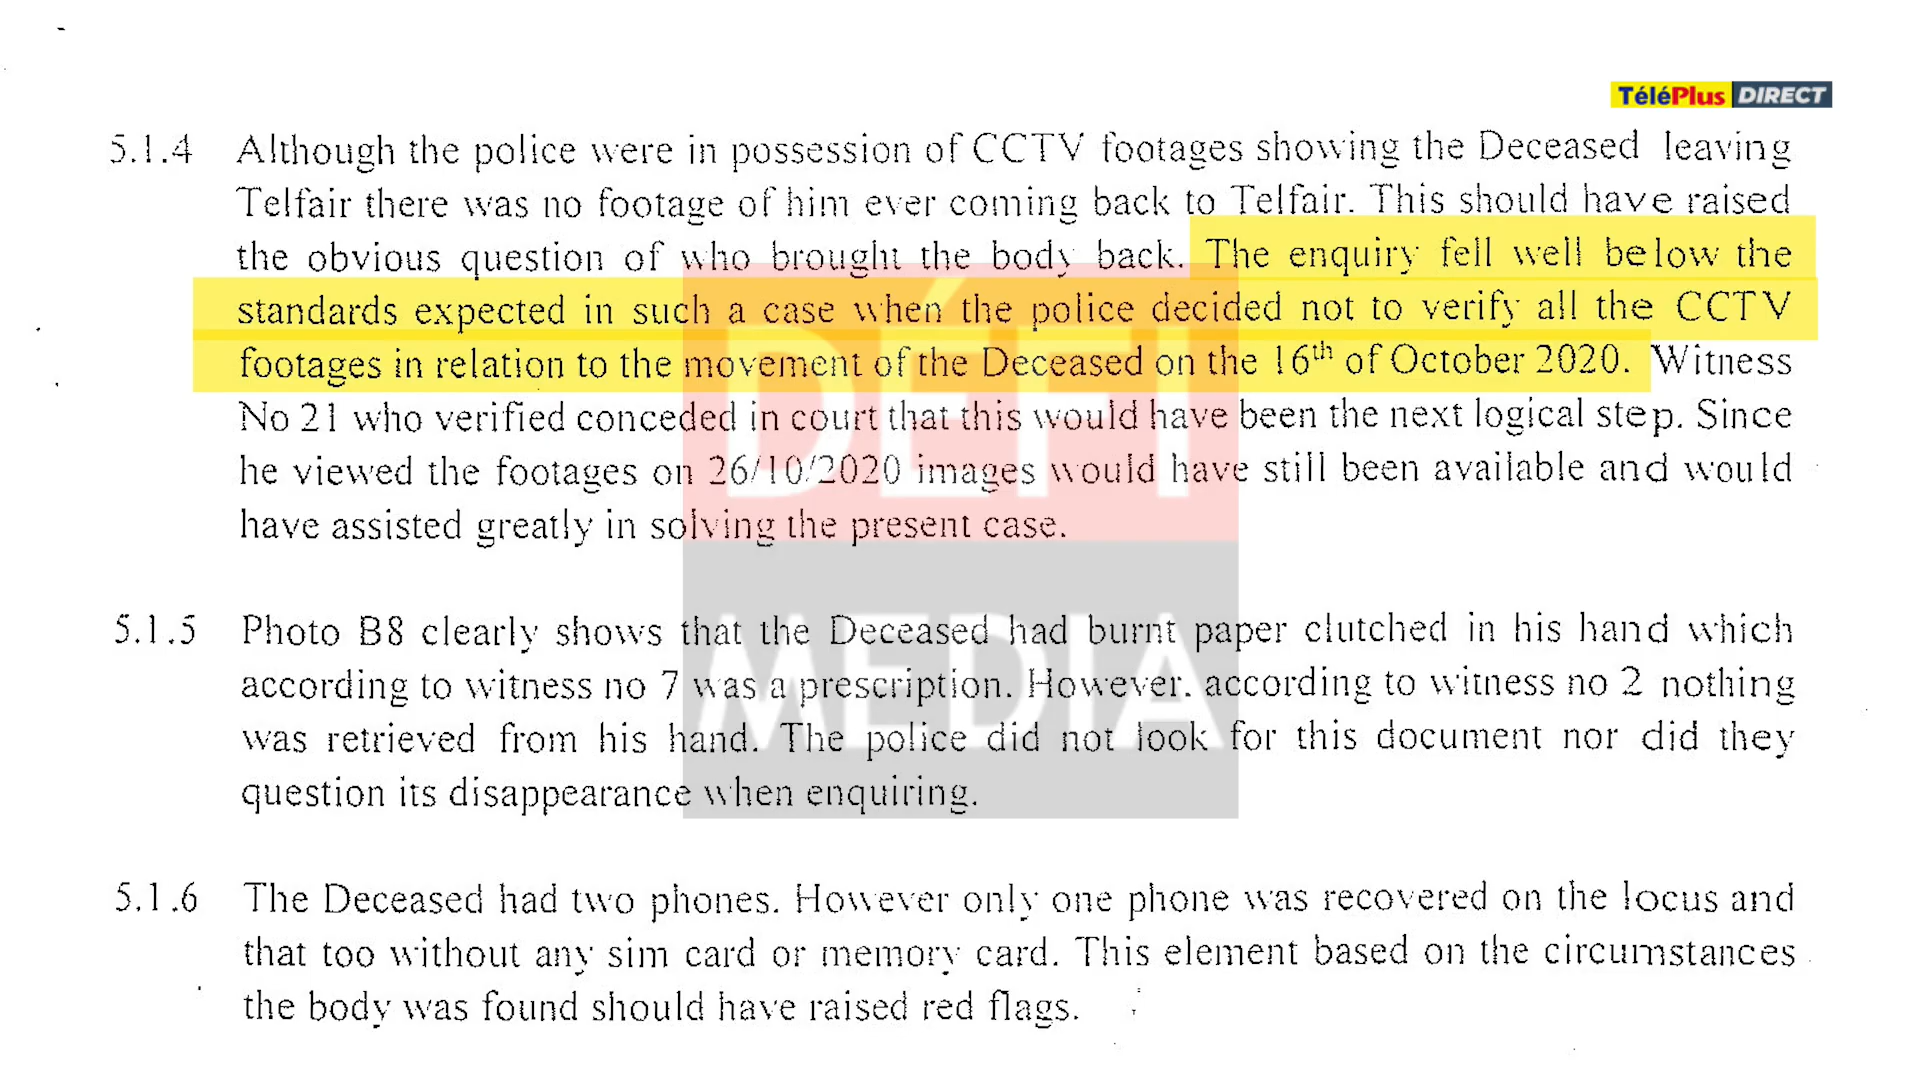 TéléPlus DIRECT
5.1.4 Although the police were in possession of CCTV footages showing the Deceased leaving
Telfair there was no footage of him ever coming back to Telfair. This should have raised
the obvious question of who brought the body back. The enquiry fell well below the
standards expected in such a case when the police decided not to verify all the CCTV
footages in relation to the movement of the Deceased on the 16th of October 2020. Witness
No 21 who verified conceded in court that this would have been the next logical step. Since
he viewed the footages on 26/10/2020 images would have still been available and would
have assisted greatly in solving the present case.
DÉFI
MEDIA
5.1.5 Photo B8 clearly shows that the Deceased had burnt paper clutched in his hand which
according to witness no 7 was a prescription. However. according to witness no 2 nothing
was retrieved from his hand. The police did not look for this document nor did they
question its disappearance when enquiring.
5.1.6 The Deceased had two phones. However only one phone was recovered on the locus and
that too without any sim card or memory card. This element based on the circumstances
the body was found should have raised red flags.